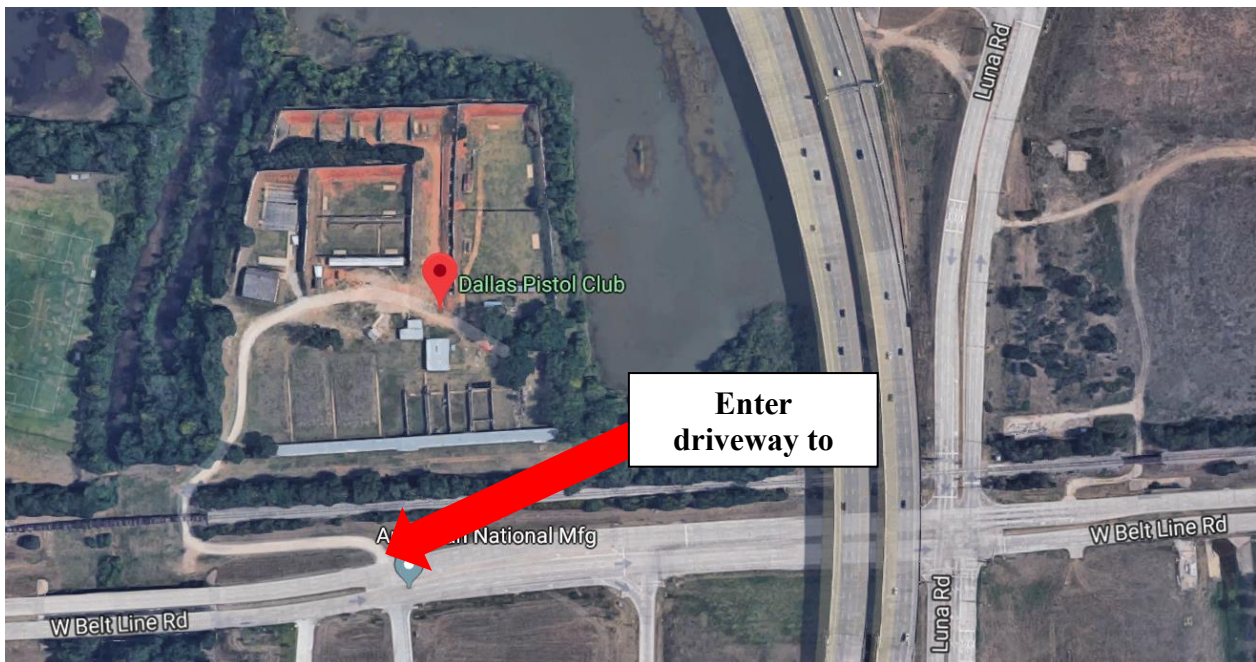 Luna Rd
Dallas Pistol Club
Enter
driveway to
National Mfg
W Belt Line Rd
W Belt Line Rd
Luna Rd